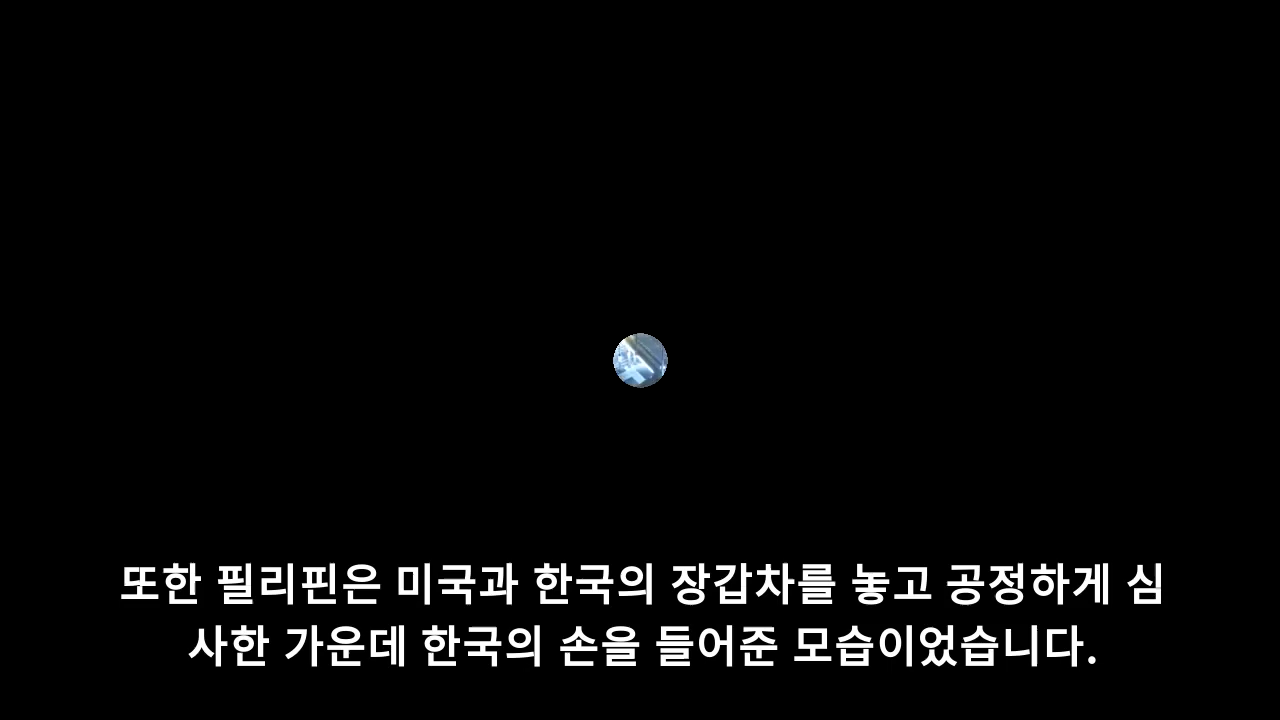 또한 필리핀은 미국과 한국의 장갑차를 놓고 공정하게 심
사한 가운데 한국의 손을 들어준 모습이었습니다.